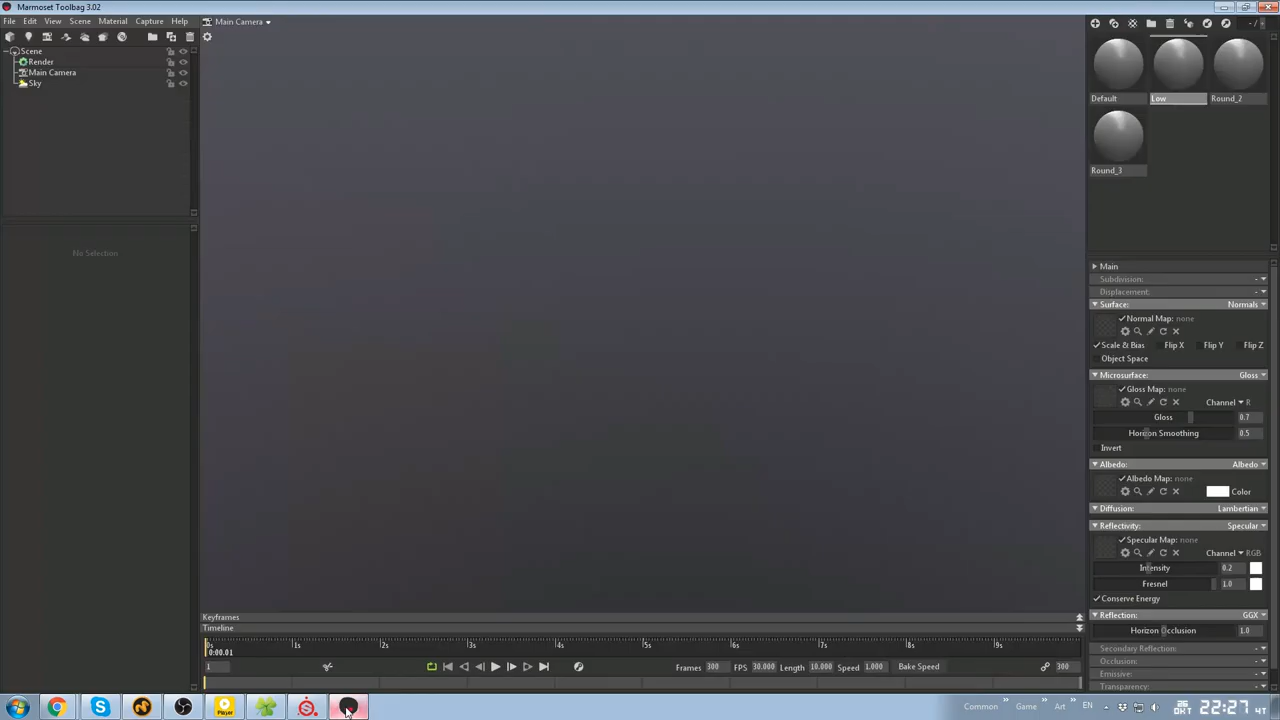 Marmoset Toolbag 3.02
File Edit View Scene Material Capture Help
Main Camera
Scene
Render
Main Camera
Sky
No Selection
Default Low Round_2
Round_3
Main
Subdivision: -
Displacement: -
Surface: Normals
Normal Map: none
Scale & Bias Flip X Flip Y Flip Z
Object Space
Microsurface: Gloss
Gloss Map: none
Channel R
Gloss 0.7
Horizon Smoothing 0.5
Invert
Albedo: Albedo
Albedo Map: none
Color
Diffusion: Lambertian
Reflectivity: Specular
Specular Map: none
Channel RGB
Intensity 0.2
Fresnel 1.0
Conserve Energy
Reflection: GGX
Horizon Occlusion 1.0
Secondary Reflection: -
Occlusion: -
Emissive: -
Transparency: -
Keyframes
Timeline
0s 1s 2s 3s 4s 5s 6s 7s 8s 9s
0:00.01
1 Frames 300 FPS 30.000 Length 10.000 Speed 1.000 Bake Speed 300
Player
Common » Game » Art » EN 22:27 ЧТ